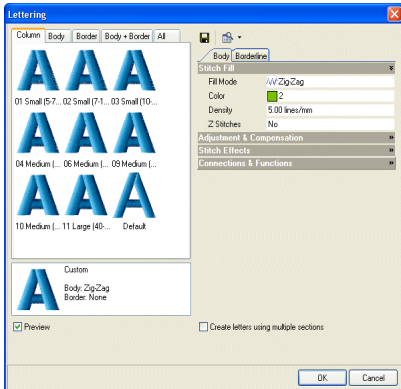 Lettering
Column Body Border Body + Border All
01 Small (5-7... 02 Small (7-1... 03 Small (10-...
04 Medium (... 06 Medium (... 09 Medium (...
10 Medium (... 11 Large (40-... Default
Custom
Body: Zig-Zag
Border: None
Preview
Body Borderline
Stitch Fill
Fill Mode Zig-Zag
Color 2
Density 5.00 lines/mm
Z Stitches No
Adjustment & Compensation
Stitch Effects
Connections & Functions
Create letters using multiple sections
OK Cancel